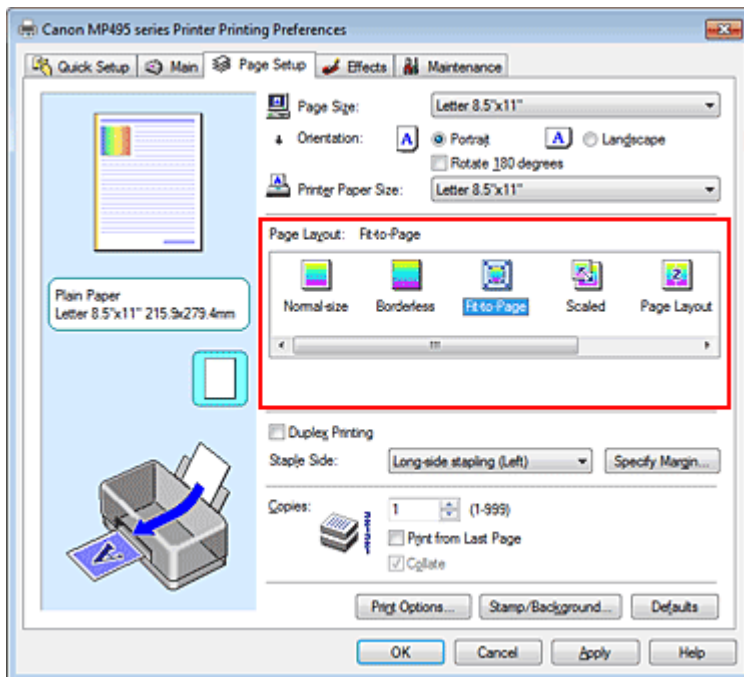 Canon MP495 series Printer Printing Preferences
Quick Setup Main Page Setup Effects Maintenance
Page Size: Letter 8.5"x11"
Orientation: A Portrait A Landscape
Rotate 180 degrees
Printer Paper Size: Letter 8.5"x11"
Page Layout: Fit-to-Page
Normal-size Borderless Fit-to-Page Scaled Page Layout
Plain Paper
Letter 8.5"x11" 215.9x279.4mm
Duplex Printing
Staple Side: Long-side stapling (Left) Specify Margin...
Copies: 1 (1-999)
Print from Last Page
Collate
Print Options... Stamp/Background... Defaults
OK Cancel Apply Help